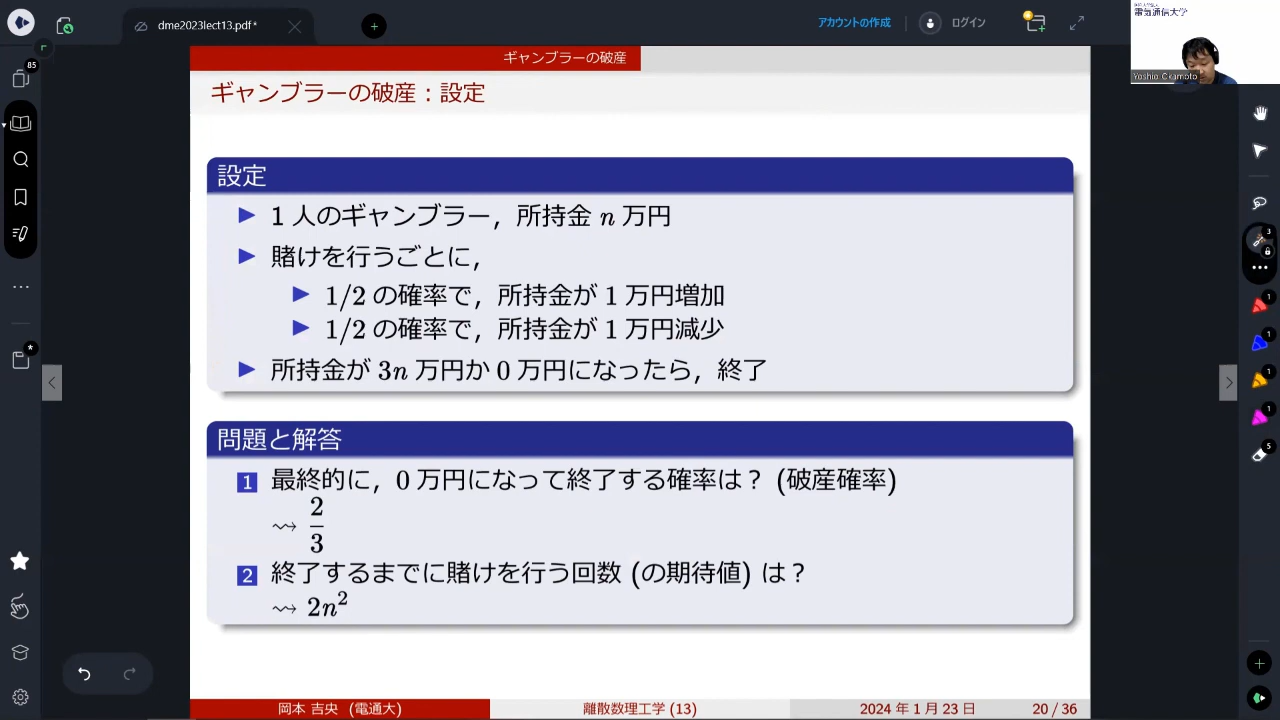 dme2023lect13.pdf*
アカウントの作成
ログイン
電気通信大学
Yoshio Okamoto
85
ギャンブラーの破産
ギャンブラーの破産：設定
設定
1 人のギャンブラー，所持金 n 万円
賭けを行うごとに，
1/2 の確率で，所持金が 1 万円増加
1/2 の確率で，所持金が 1 万円減少
所持金が 3n 万円か 0 万円になったら，終了
問題と解答
1 最終的に，0 万円になって終了する確率は？ (破産確率)
⇝ 2/3
2 終了するまでに賭けを行う回数 (の期待値) は？
⇝ 2n²
岡本 吉央 (電通大)
離散数理工学 (13)
2024 年 1 月 23 日
20 / 36
3
1
1
1
1
5